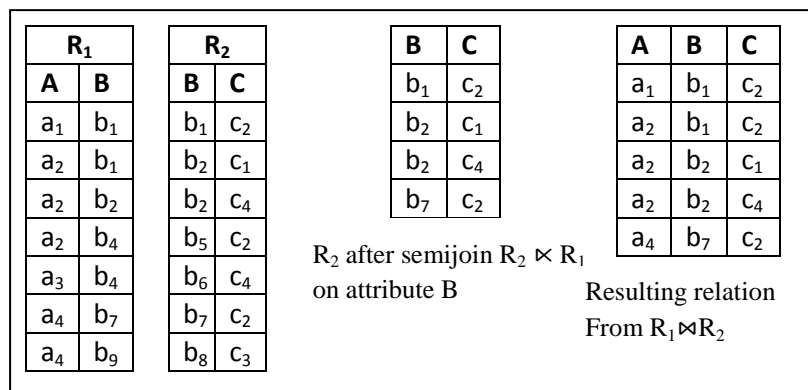 R₁
A B
a₁ b₁
a₂ b₁
a₂ b₂
a₂ b₄
a₃ b₄
a₄ b₇
a₄ b₉
R₂
B C
b₁ c₂
b₂ c₁
b₂ c₄
b₅ c₂
b₆ c₄
b₇ c₂
b₈ c₃
B C
b₁ c₂
b₂ c₁
b₂ c₄
b₇ c₂
R₂ after semijoin R₂ ⋉ R₁
on attribute B
A B C
a₁ b₁ c₂
a₂ b₁ c₂
a₂ b₂ c₁
a₂ b₂ c₄
a₄ b₇ c₂
Resulting relation
From R₁⋈R₂